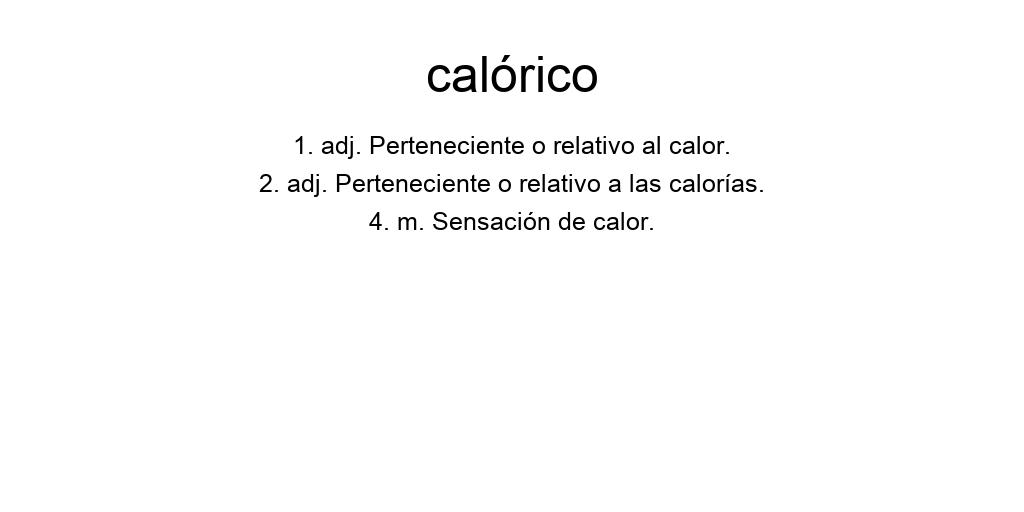 calórico
1. adj. Perteneciente o relativo al calor.
2. adj. Perteneciente o relativo a las calorías.
4. m. Sensación de calor.